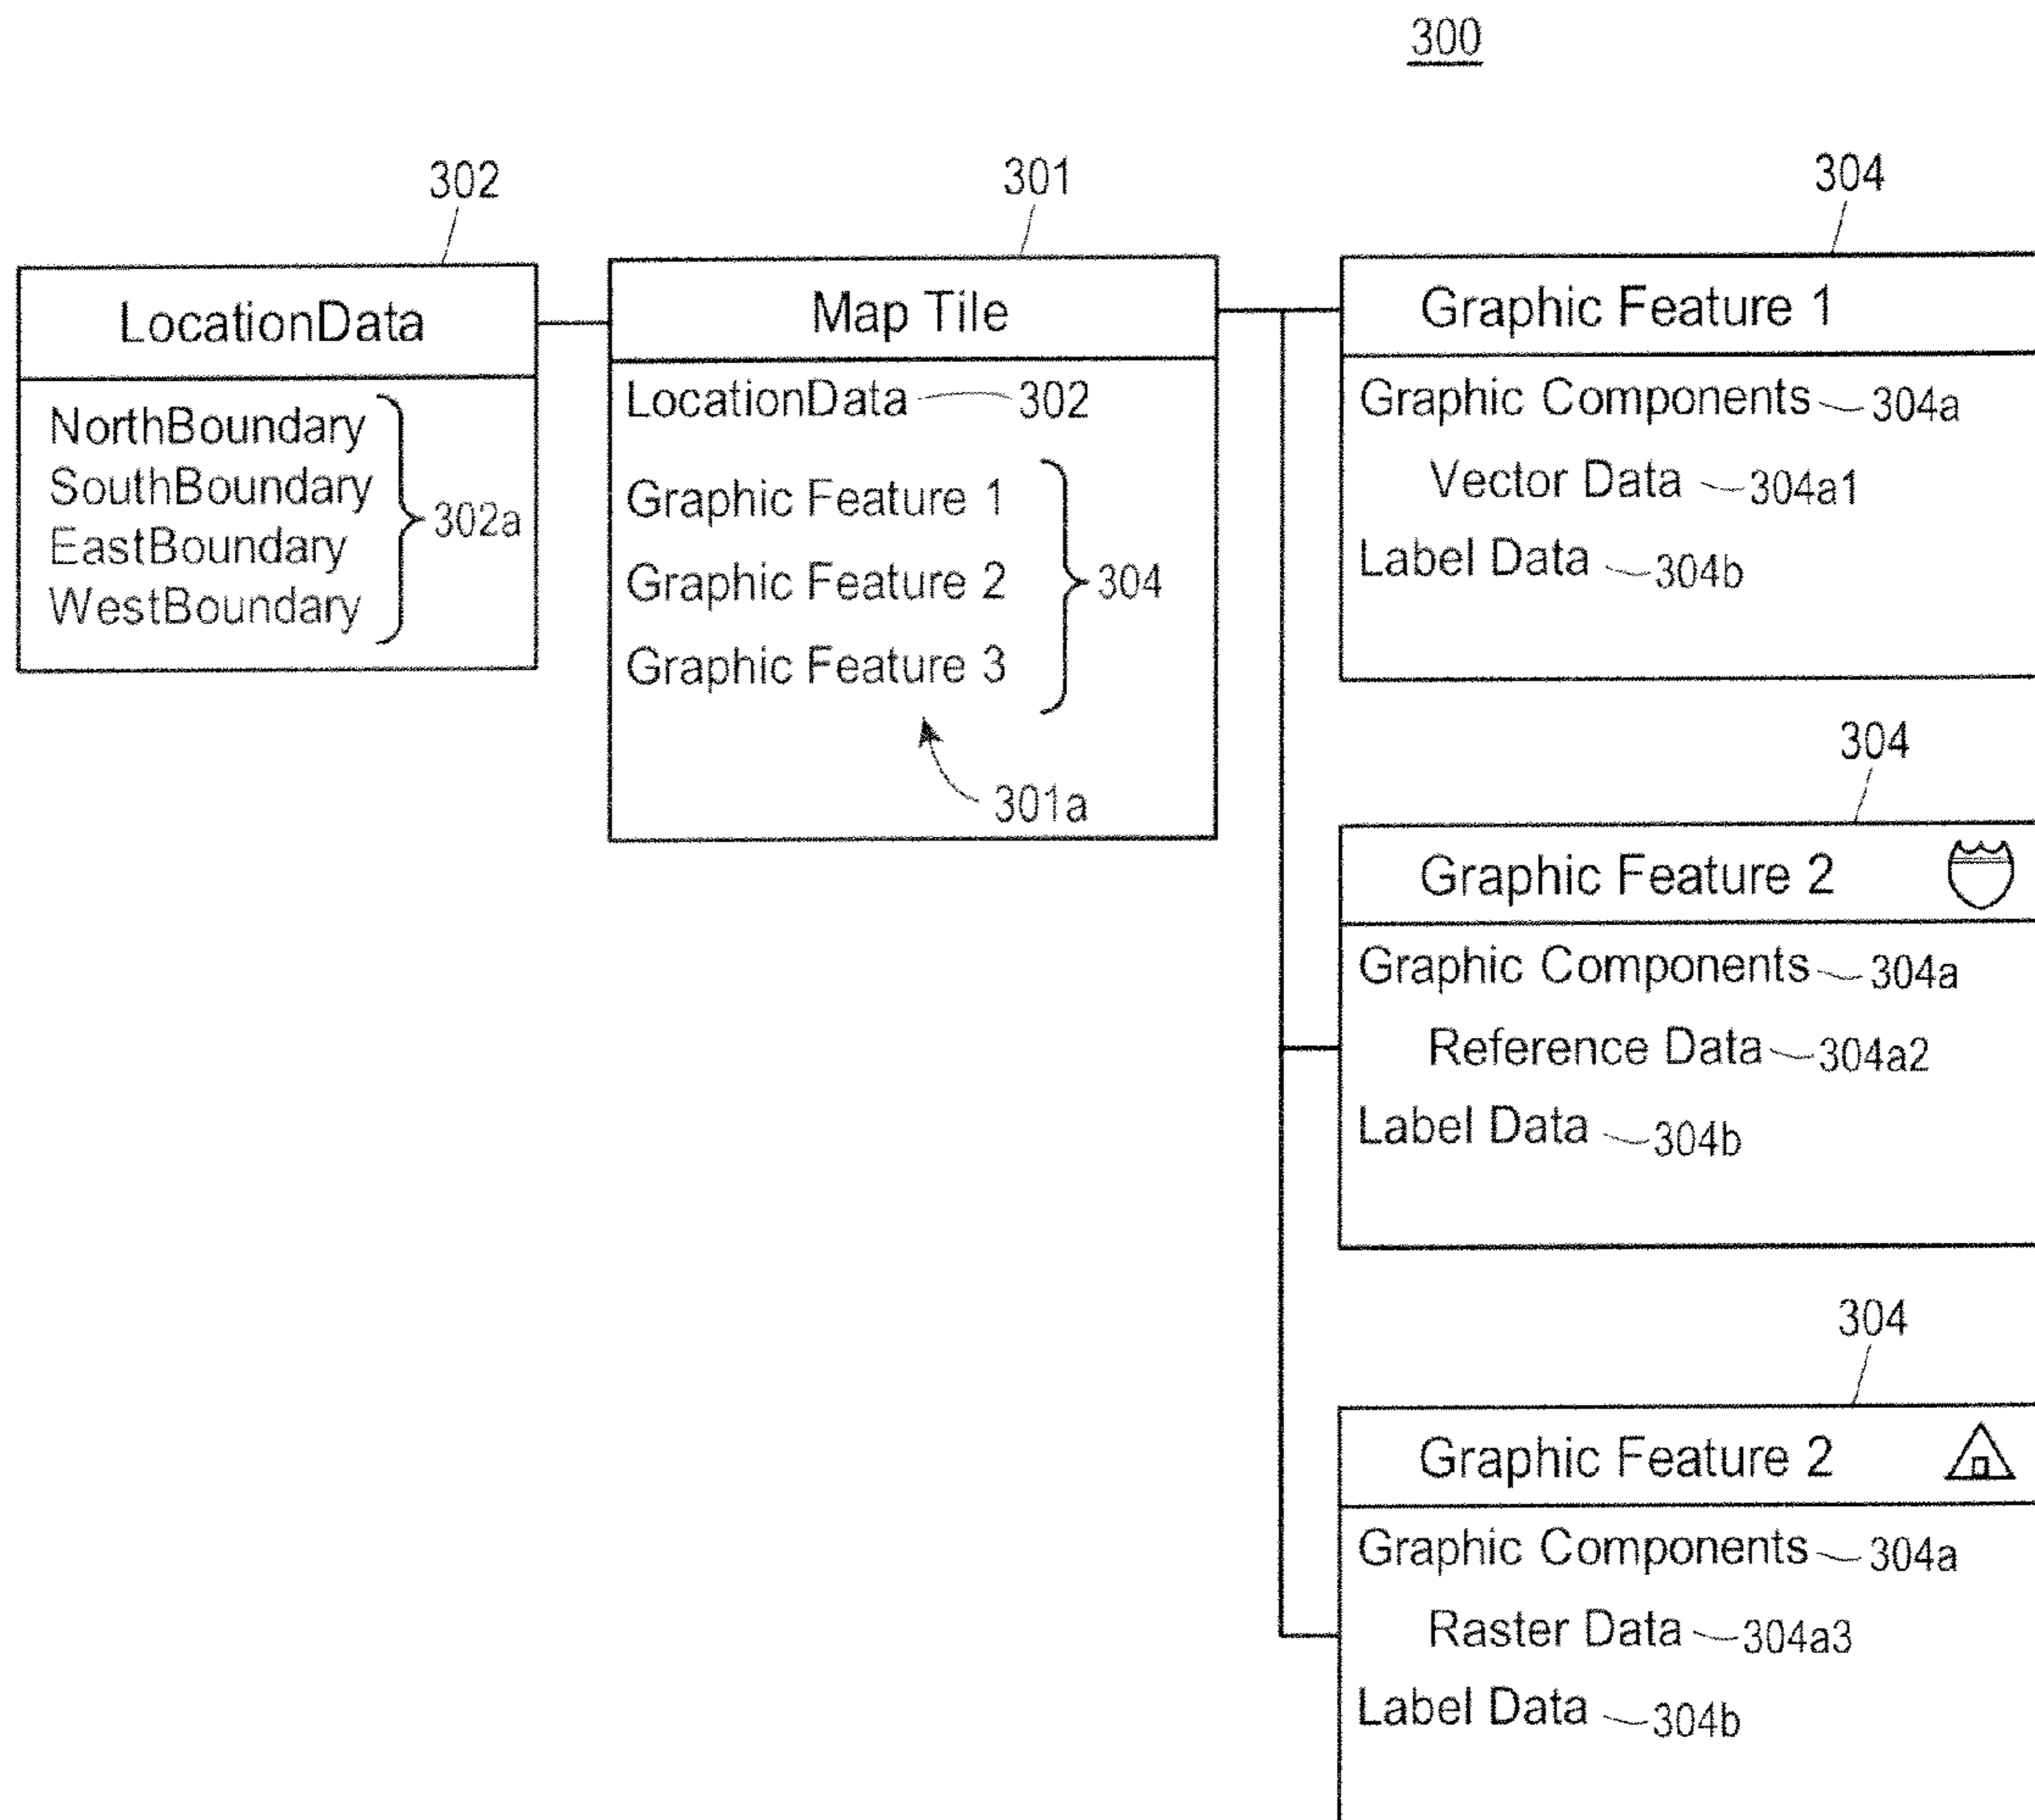 300
302
LocationData
NorthBoundary
SouthBoundary
EastBoundary
WestBoundary
302a
301
Map Tile
LocationData 302
Graphic Feature 1
Graphic Feature 2
Graphic Feature 3
304
301a
304
Graphic Feature 1
Graphic Components 304a
Vector Data 304a1
Label Data 304b
304
Graphic Feature 2
Graphic Components 304a
Reference Data 304a2
Label Data 304b
304
Graphic Feature 2
Graphic Components 304a
Raster Data 304a3
Label Data 304b